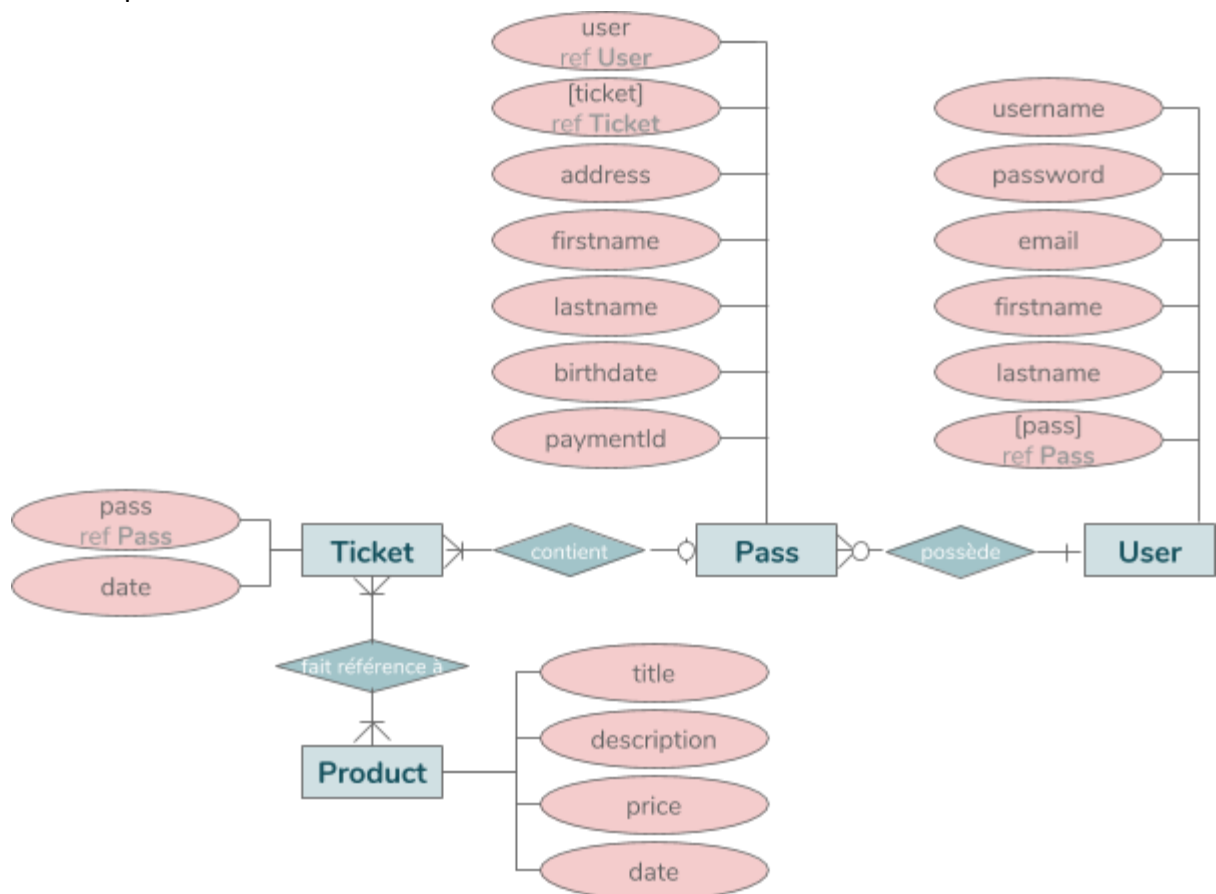 user
ref User
[ticket]
ref Ticket
address
firstname
lastname
birthdate
paymentId
username
password
email
firstname
lastname
[pass]
ref Pass
pass
ref Pass
date
Ticket
contient
Pass
possède
User
fait référence à
Product
title
description
price
date